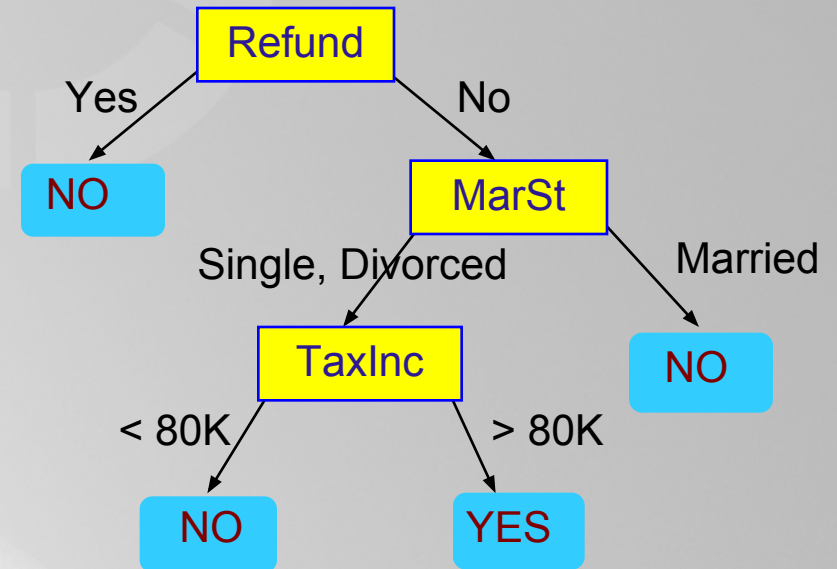 Refund
Yes
No
NO
MarSt
Single, Divorced
Married
TaxInc
NO
< 80K
> 80K
NO
YES